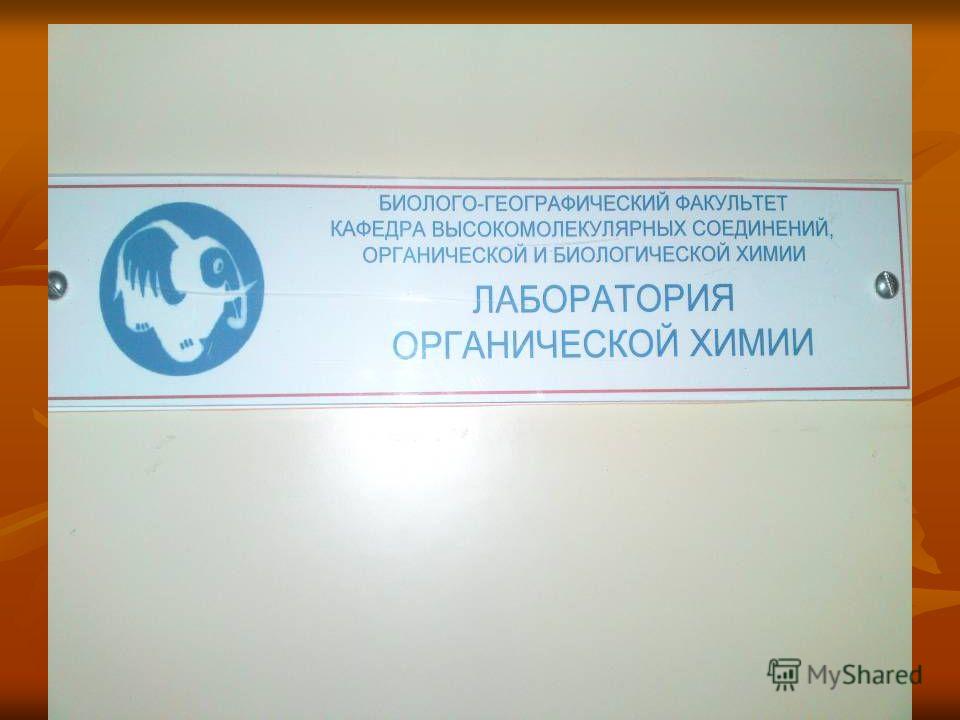 БИОЛОГО-ГЕОГРАФИЧЕСКИЙ ФАКУЛЬТЕТ
КАФЕДРА ВЫСОКОМОЛЕКУЛЯРНЫХ СОЕДИНЕНИЙ,
ОРГАНИЧЕСКОЙ И БИОЛОГИЧЕСКОЙ ХИМИИ
ЛАБОРАТОРИЯ
ОРГАНИЧЕСКОЙ ХИМИИ
MyShared